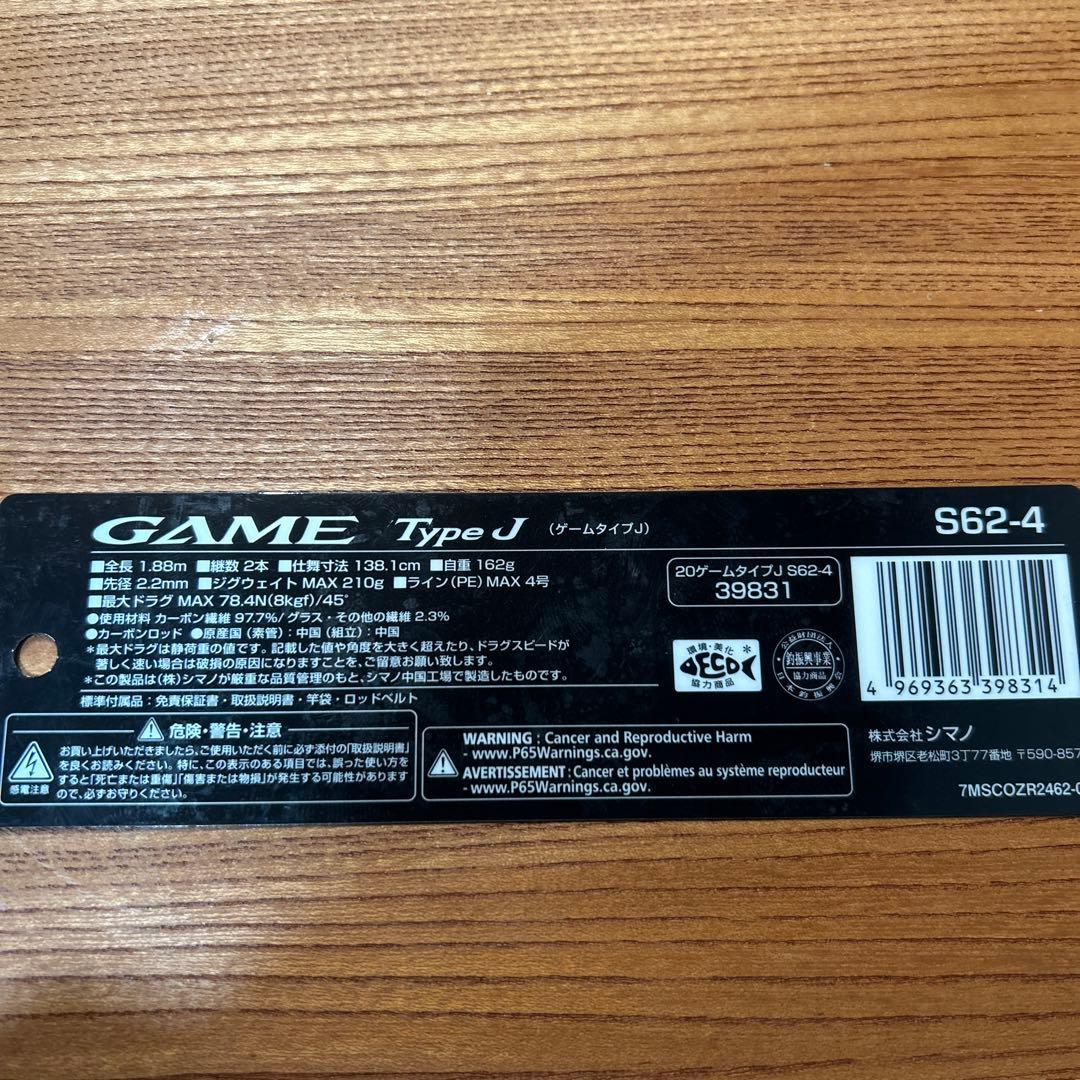 GAME Type J (ゲームタイプJ) S62-4
■全長 1.88m ■継数 2本 ■仕舞寸法 138.1cm ■自重 162g
■先径 2.2mm ■ジグウェイト MAX 210g ■ライン(PE) MAX 4号
■最大ドラグ MAX 78.4N(8kgf)/45°
●使用材料 カーボン繊維 97.7%/ グラス・その他の繊維 2.3%
●カーボンロッド ●原産国 (素管):中国 (組立):中国
*最大ドラグは静荷重の値です。記載した値や角度を大きく超えたり、ドラグスピードが
著しく速い場合は破損の原因になりますことを、ご留意お願い致します。
*この製品は(株)シマノが厳重な品質管理のもと、シマノ中国工場で製造したものです。
標準付属品:免責保証書・取扱説明書・竿袋・ロッドベルト
20ゲームタイプJ S62-4
39831
環境・美化
ECO
協力商品
公益財団法人
釣振興事業
協力商品
日本釣振興会
4 969363 398314
危険・警告・注意
お買い上げいただきましたら、ご使用いただく前に必ず添付の「取扱説明書」
を良くお読みください。特に、この表示のある項目では、誤った使い方を
すると「死亡または重傷」「傷害または物損」が発生する可能性があります
ので、必ずお守りください。
感電注意
WARNING : Cancer and Reproductive Harm
- www.P65Warnings.ca.gov.
AVERTISSEMENT : Cancer et problèmes au système reproducteur
- www.P65Warnings.ca.gov.
株式会社 シマノ
堺市堺区老松町3丁77番地 〒590-857
7MSCOZR2462-0